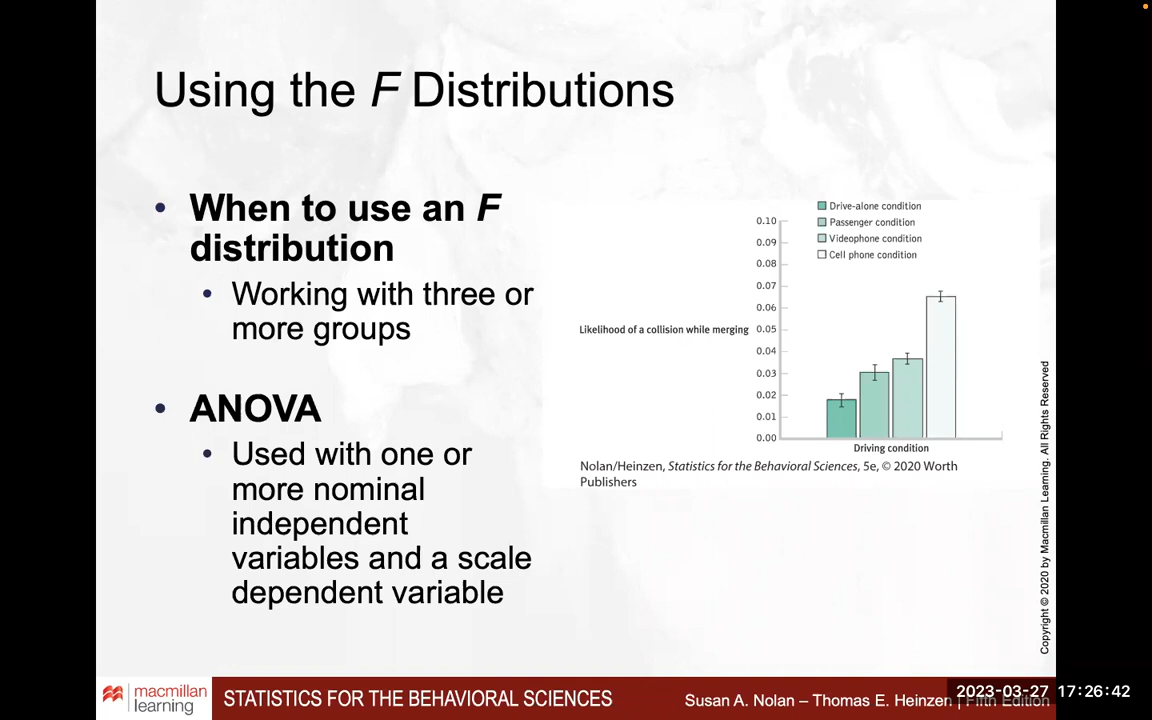 Using the F Distributions
• When to use an F
distribution
• Working with three or
more groups
• ANOVA
• Used with one or
more nominal
independent
variables and a scale
dependent variable
Drive-alone condition
Passenger condition
Videophone condition
Cell phone condition
0.10
0.09
0.08
0.07
0.06
0.05
0.04
0.03
0.02
0.01
0.00
Likelihood of a collision while merging
Driving condition
Nolan/Heinzen, Statistics for the Behavioral Sciences, 5e, © 2020 Worth
Publishers
Copyright © 2020 by Macmillan Learning. All Rights Reserved
macmillan
learning
STATISTICS FOR THE BEHAVIORAL SCIENCES
Susan A. Nolan – Thomas E. Heinzen | Fifth Edition
2023-03-27 17:26:42